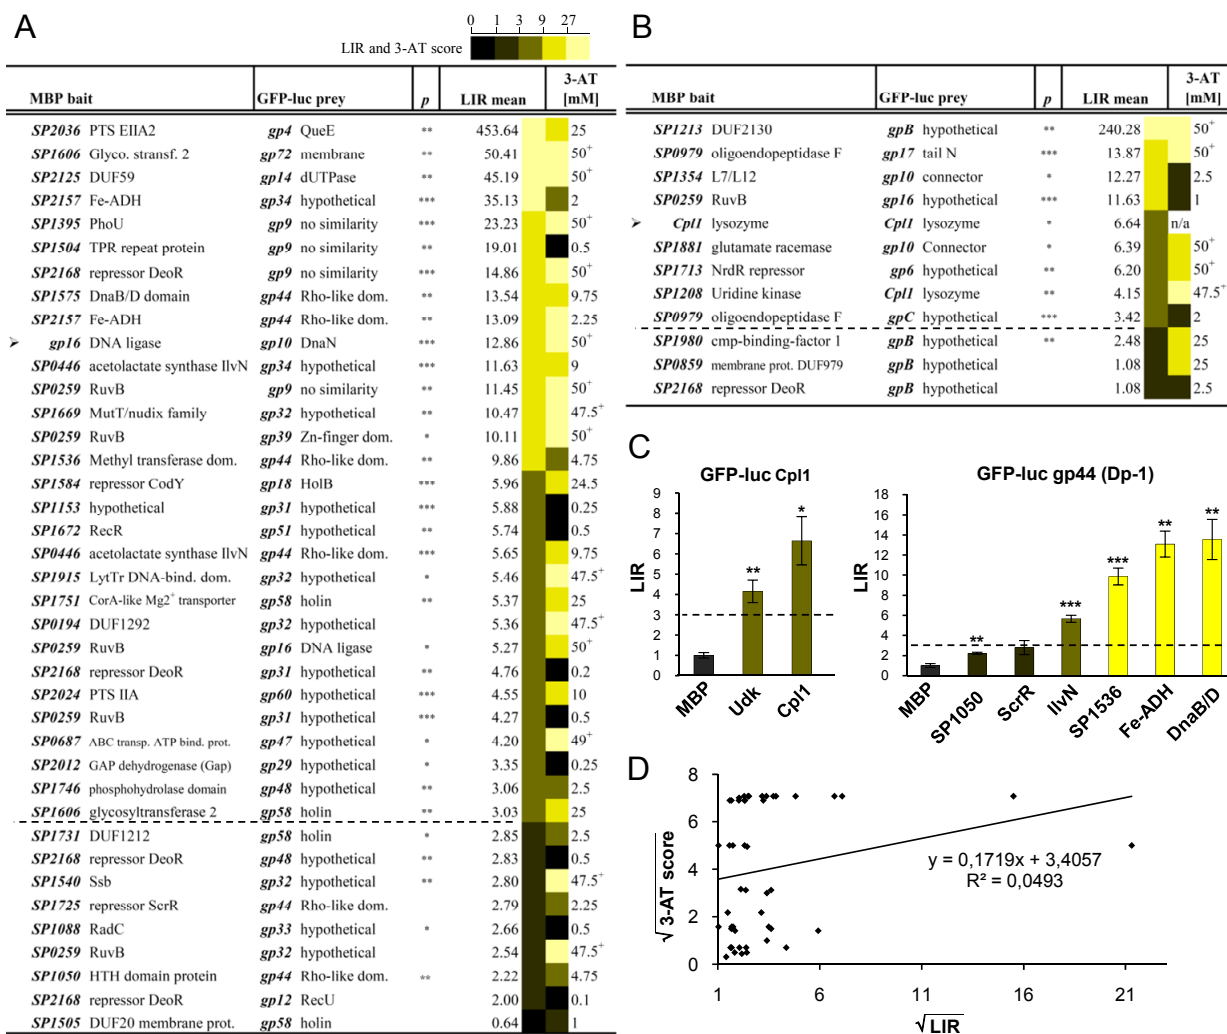 A
0 1 3 9 27
LIR and 3-AT score
MBP bait GFP-luc prey p LIR mean 3-AT [mM]
SP2036 PTS EIIA2 gp4 QueE ** 453.64 25
SP1606 Glyco. stransf. 2 gp72 membrane ** 50.41 50+
SP2125 DUF59 gp14 dUTPase ** 45.19 50+
SP2157 Fe-ADH gp34 hypothetical *** 35.13 2
SP1395 PhoU gp9 no similarity *** 23.23 50+
SP1504 TPR repeat protein gp9 no similarity ** 19.01 0.5
SP2168 repressor DeoR gp9 no similarity *** 14.86 50+
SP1575 DnaB/D domain gp44 Rho-like dom. ** 13.54 9.75
SP2157 Fe-ADH gp44 Rho-like dom. ** 13.09 2.25
➢ gp16 DNA ligase gp10 DnaN *** 12.86 50+
SP0446 acetolactate synthase IlvN gp34 hypothetical *** 11.63 9
SP0259 RuvB gp9 no similarity ** 11.45 50+
SP1669 MutT/nudix family gp32 hypothetical ** 10.47 47.5+
SP0259 RuvB gp39 Zn-finger dom. * 10.11 50+
SP1536 Methyl transferase dom. gp44 Rho-like dom. ** 9.86 4.75
SP1584 repressor CodY gp18 HolB *** 5.96 24.5
SP1153 hypothetical gp31 hypothetical *** 5.88 0.25
SP1672 RecR gp51 hypothetical ** 5.74 0.5
SP0446 acetolactate synthase IlvN gp44 Rho-like dom. *** 5.65 9.75
SP1915 LytTr DNA-bind. dom. gp32 hypothetical * 5.46 47.5+
SP1751 CorA-like Mg2+ transporter gp58 holin ** 5.37 25
SP0194 DUF1292 gp32 hypothetical 5.36 47.5+
SP0259 RuvB gp16 DNA ligase * 5.27 50+
SP2168 repressor DeoR gp31 hypothetical * 4.76 0.2
SP2024 PTS IIA gp60 hypothetical *** 4.55 10
SP0259 RuvB gp31 hypothetical *** 4.27 0.5
SP0687 ABC transp. ATP bind. prot. gp47 hypothetical * 4.20 49+
SP2012 GAP dehydrogenase (Gap) gp29 hypothetical * 3.35 0.25
SP1746 phosphohydrolase domain gp48 hypothetical ** 3.06 2.5
SP1606 glycosyltransferase 2 gp58 holin ** 3.03 25
SP1731 DUF1212 gp58 holin * 2.85 2.5
SP2168 repressor DeoR gp48 hypothetical ** 2.83 0.5
SP1540 Ssb gp32 hypothetical ** 2.80 47.5+
SP1725 repressor ScrR gp44 Rho-like dom. 2.79 2.25
SP1088 RadC gp33 hypothetical * 2.66 0.5
SP0259 RuvB gp32 hypothetical 2.54 47.5+
SP1050 HTH domain protein gp44 Rho-like dom. ** 2.22 4.75
SP2168 repressor DeoR gp12 RecU 2.00 0.1
SP1505 DUF20 membrane prot. gp58 holin 0.64 1
B
MBP bait GFP-luc prey p LIR mean 3-AT [mM]
SP1213 DUF2130 gpB hypothetical ** 240.28 50+
SP0979 oligoendopeptidase F gp17 tail N *** 13.87 50+
SP1354 L7/L12 gp10 connector * 12.27 2.5
SP0259 RuvB gp16 hypothetical *** 11.63 1
➢ Cpl1 lysozyme Cpl1 lysozyme * 6.64 n/a
SP1881 glutamate racemase gp10 Connector * 6.39 50+
SP1713 NrdR repressor gp6 hypothetical ** 6.20 50+
SP1208 Uridine kinase Cpl1 lysozyme ** 4.15 47.5+
SP0979 oligoendopeptidase F gpC hypothetical *** 3.42 2
SP1980 cmp-binding-factor 1 gpB hypothetical ** 2.48 25
SP0859 membrane prot. DUF979 gpB hypothetical 1.08 25
SP2168 repressor DeoR gpB hypothetical 1.08 2.5
C
GFP-luc Cpl1
LIR
9
8
7
6
5
4
3
2
1
0
** *
MBP Udk Cpl1
GFP-luc gp44 (Dp-1)
LIR
18
16
14
12
10
8
6
4
2
0
** *** *** ** **
MBP SP1050 ScrR IlvN SP1536 Fe-ADH DnaB/D
D
√3-AT score
8
6
4
2
0
y = 0,1719x + 3,4057
R² = 0,0493
1 6 11 16 21
√LIR